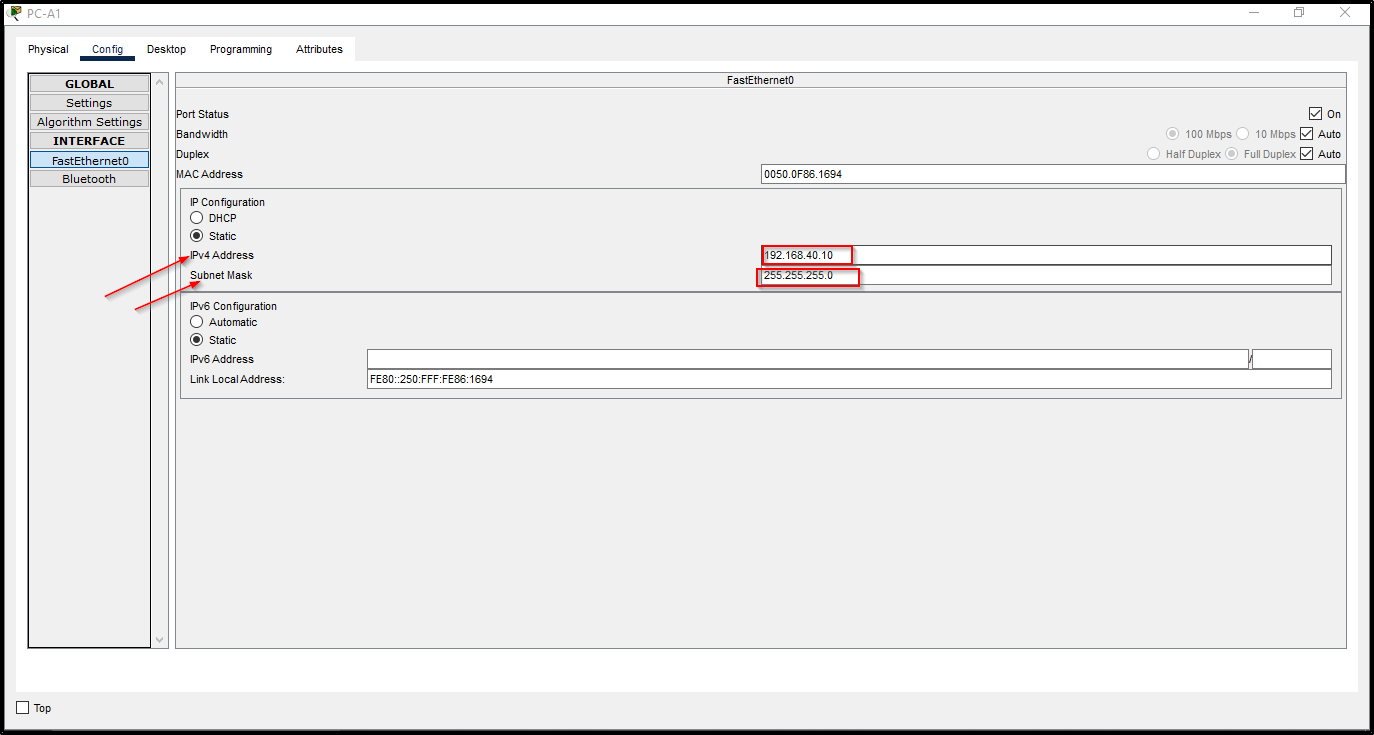 PC-A1
Physical Config Desktop Programming Attributes
GLOBAL
Settings
Algorithm Settings
INTERFACE
FastEthernet0
Bluetooth
FastEthernet0
Port Status On
Bandwidth 100 Mbps 10 Mbps Auto
Duplex Half Duplex Full Duplex Auto
MAC Address 0050.0F86.1694
IP Configuration
DHCP
Static
IPv4 Address 192.168.40.10
Subnet Mask 255.255.255.0
IPv6 Configuration
Automatic
Static
IPv6 Address /
Link Local Address: FE80::250:FFF:FE86:1694
Top